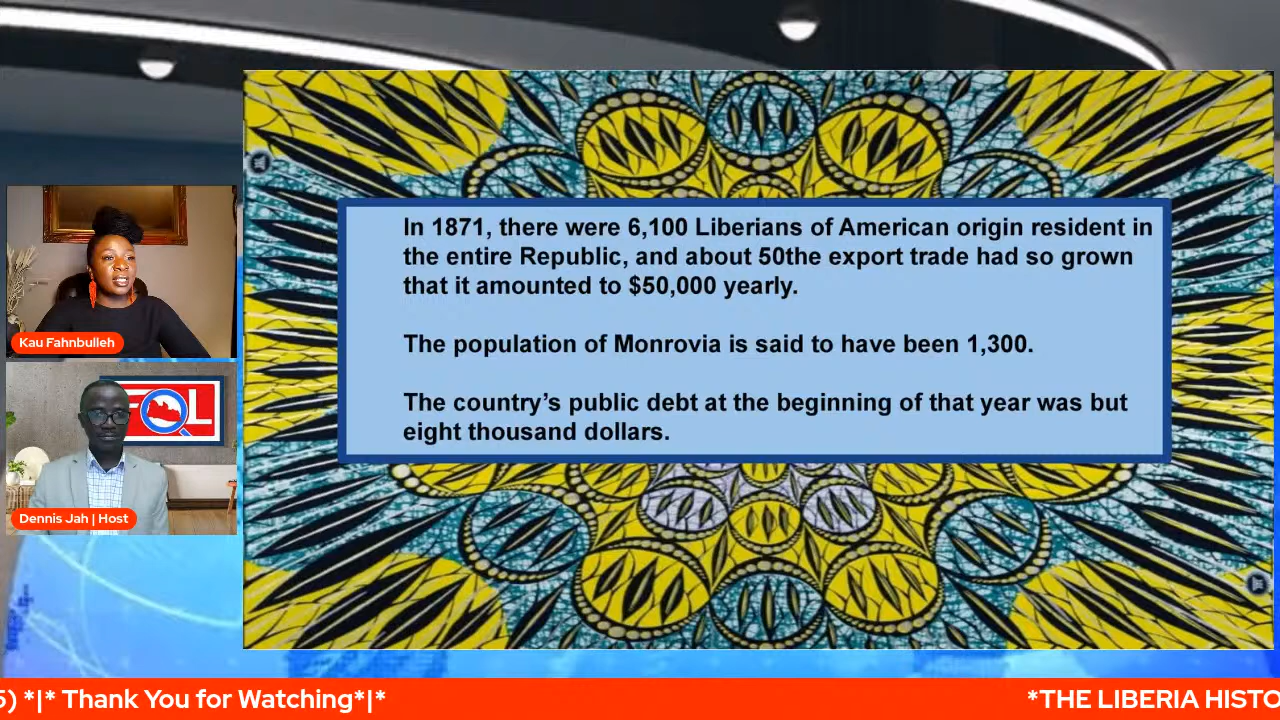 In 1871, there were 6,100 Liberians of American origin resident in
the entire Republic, and about 50the export trade had so grown
that it amounted to $50,000 yearly.
The population of Monrovia is said to have been 1,300.
The country’s public debt at the beginning of that year was but
eight thousand dollars.
Kau Fahnbulleh
FOL
Dennis Jah | Host
5) *|* Thank You for Watching*|*
*THE LIBERIA HISTO